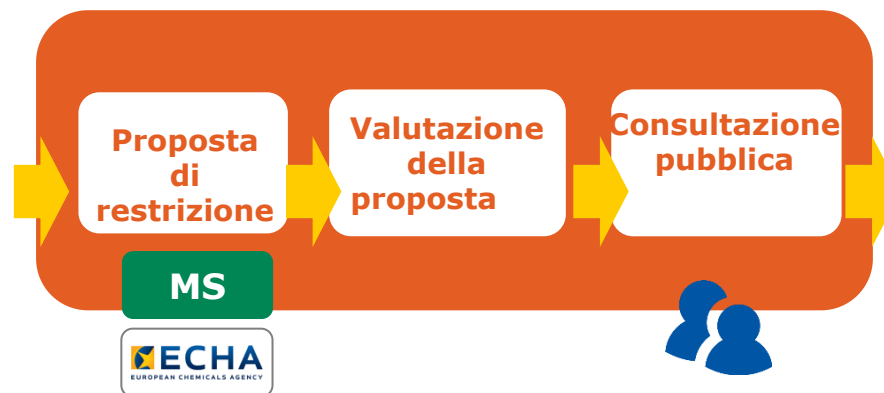 Proposta
di
restrizione
Valutazione
della
proposta
Consultazione
pubblica
MS
ECHA
EUROPEAN CHEMICALS AGENCY